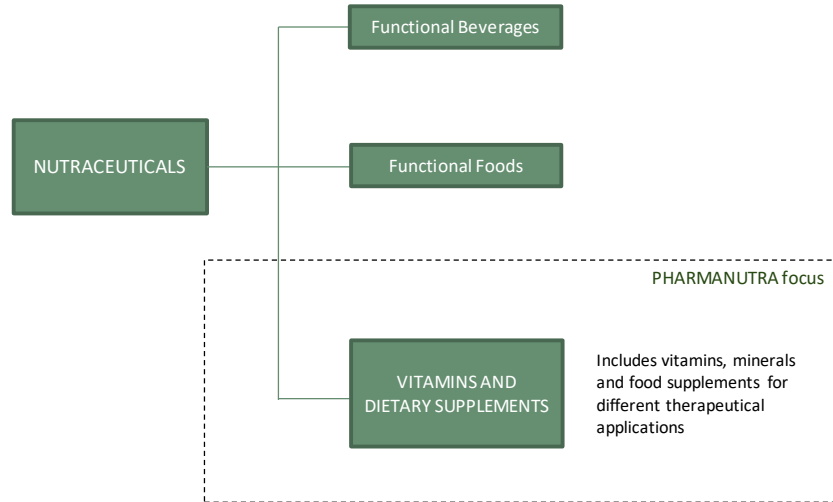 Functional Beverages
NUTRACEUTICALS
Functional Foods
PHARMANUTRA focus
VITAMINS AND
DIETARY SUPPLEMENTS
Includes vitamins, minerals
and food supplements for
different therapeutical
applications